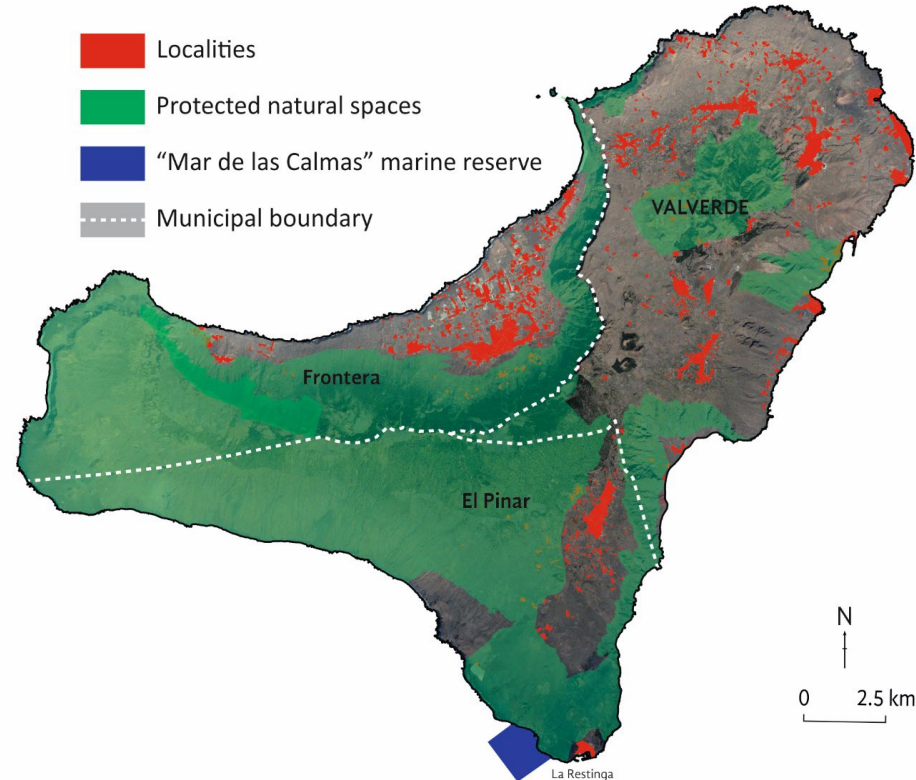 Localities
Protected natural spaces
“Mar de las Calmas” marine reserve
Municipal boundary
VALVERDE
Frontera
El Pinar
N
0 2.5 km
La Restinga